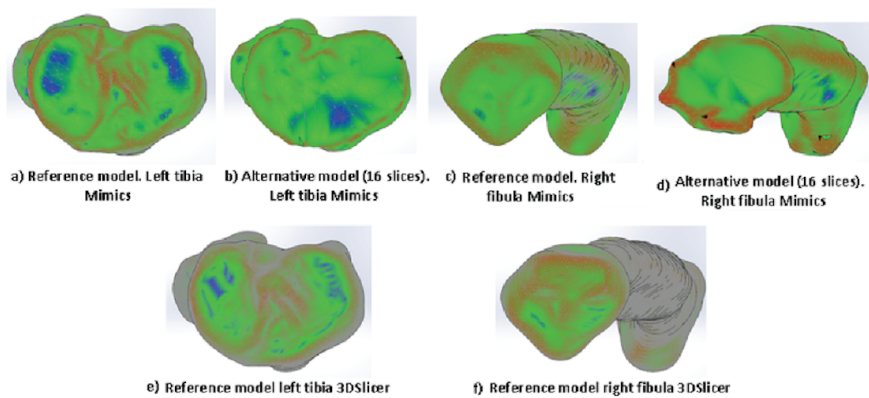 a) Reference model. Left tibia
Mimics
b) Alternative model (16 slices).
Left tibia Mimics
c) Reference model. Right
fibula Mimics
d) Alternative model (16 slices).
Right fibula Mimics
e) Reference model left tibia 3DSlicer
f) Reference model right fibula 3DSlicer